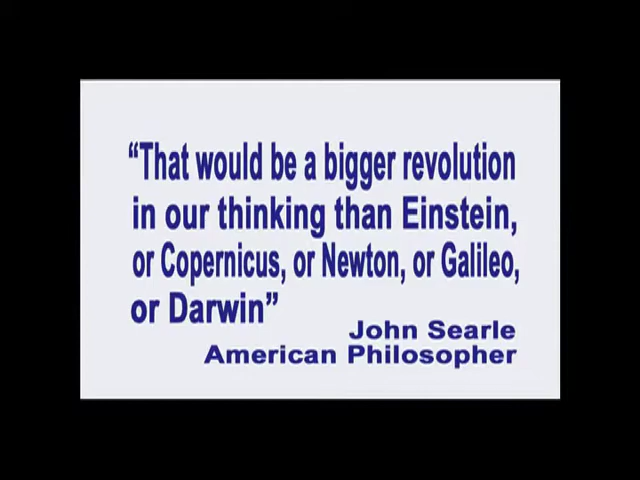 “That would be a bigger revolution
in our thinking than Einstein,
or Copernicus, or Newton, or Galileo,
or Darwin”
John Searle
American Philosopher